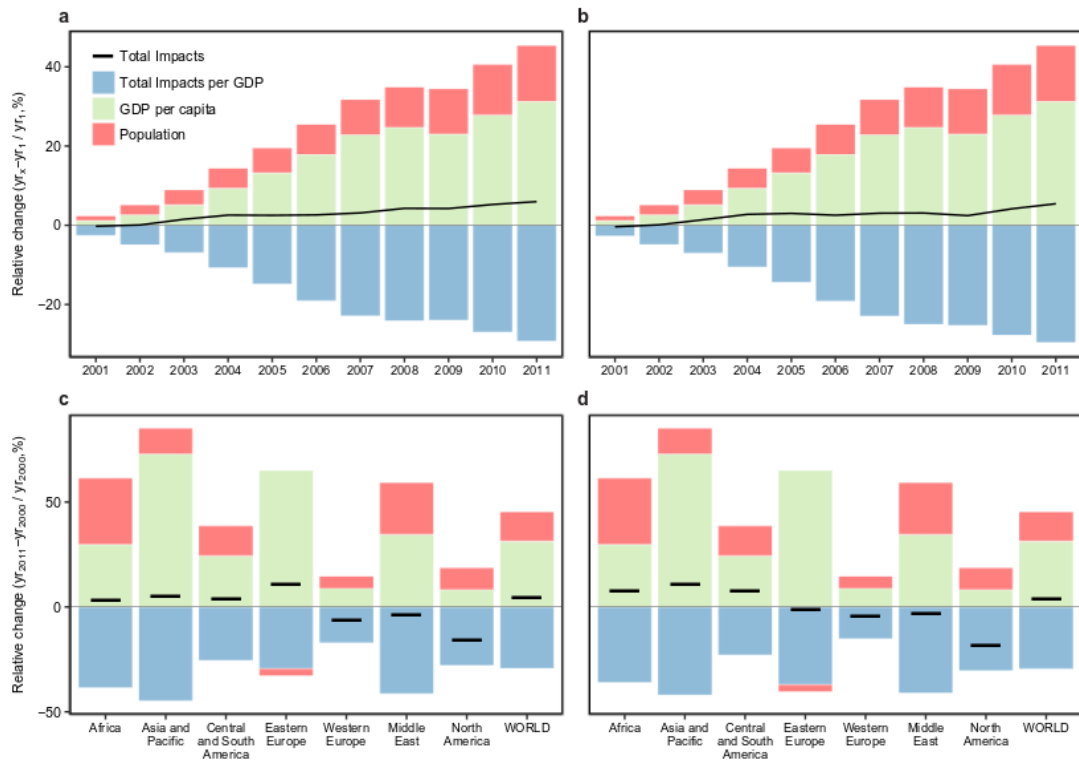 a
b
Relative change (yrₓ–yr₁ / yr₁,%)
40
20
0
−20
Total Impacts
Total Impacts per GDP
GDP per capita
Population
2001 2002 2003 2004 2005 2006 2007 2008 2009 2010 2011
2001 2002 2003 2004 2005 2006 2007 2008 2009 2010 2011
c
d
Relative change (yr₂₀₁₁–yr₂₀₀₀ / yr₂₀₀₀,%)
50
0
−50
Africa
Asia and
Pacific
Central
and South
America
Eastern
Europe
Western
Europe
Middle
East
North
America
WORLD
Africa
Asia and
Pacific
Central
and South
America
Eastern
Europe
Western
Europe
Middle
East
North
America
WORLD